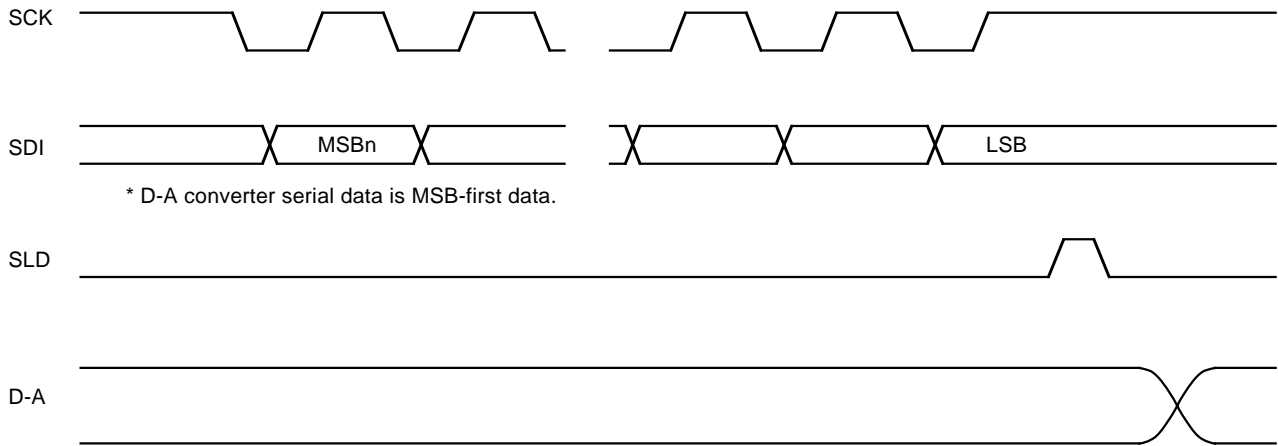 SCK
SDI
MSBn
LSB
* D-A converter serial data is MSB-first data.
SLD
D-A